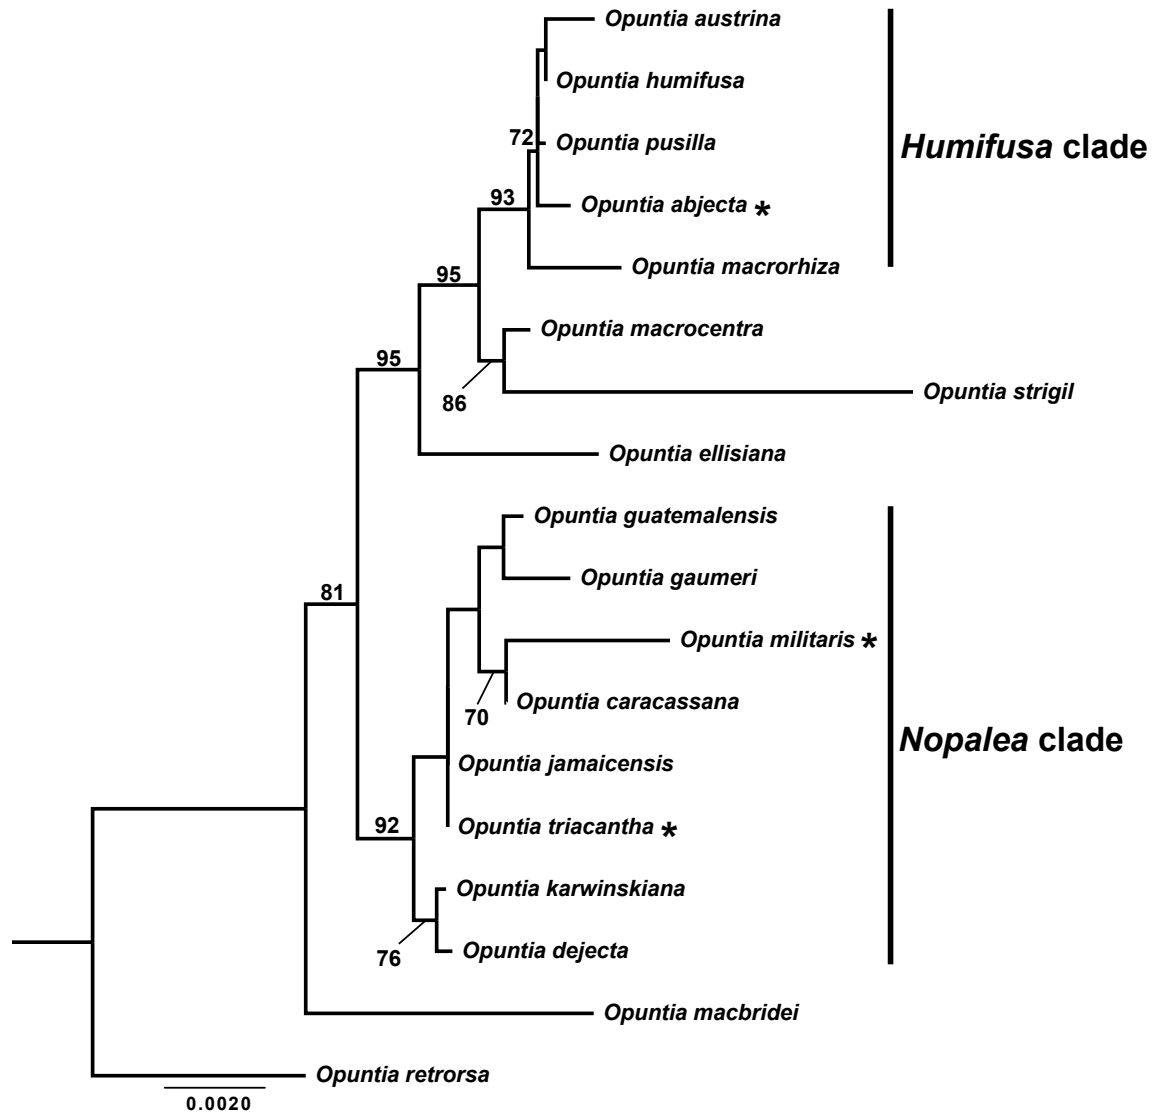 Opuntia austrina
Opuntia humifusa
72
Opuntia pusilla
Humifusa clade
93
Opuntia abjecta *
95
Opuntia macrorhiza
Opuntia macrocentra
95
86
Opuntia strigil
Opuntia ellisiana
Opuntia guatemalensis
Opuntia gaumeri
81
Opuntia militaris *
70
Opuntia caracassana
Nopalea clade
Opuntia jamaicensis
92
Opuntia triacantha *
Opuntia karwinskiana
76
Opuntia dejecta
Opuntia macbridei
Opuntia retrorsa
0.0020